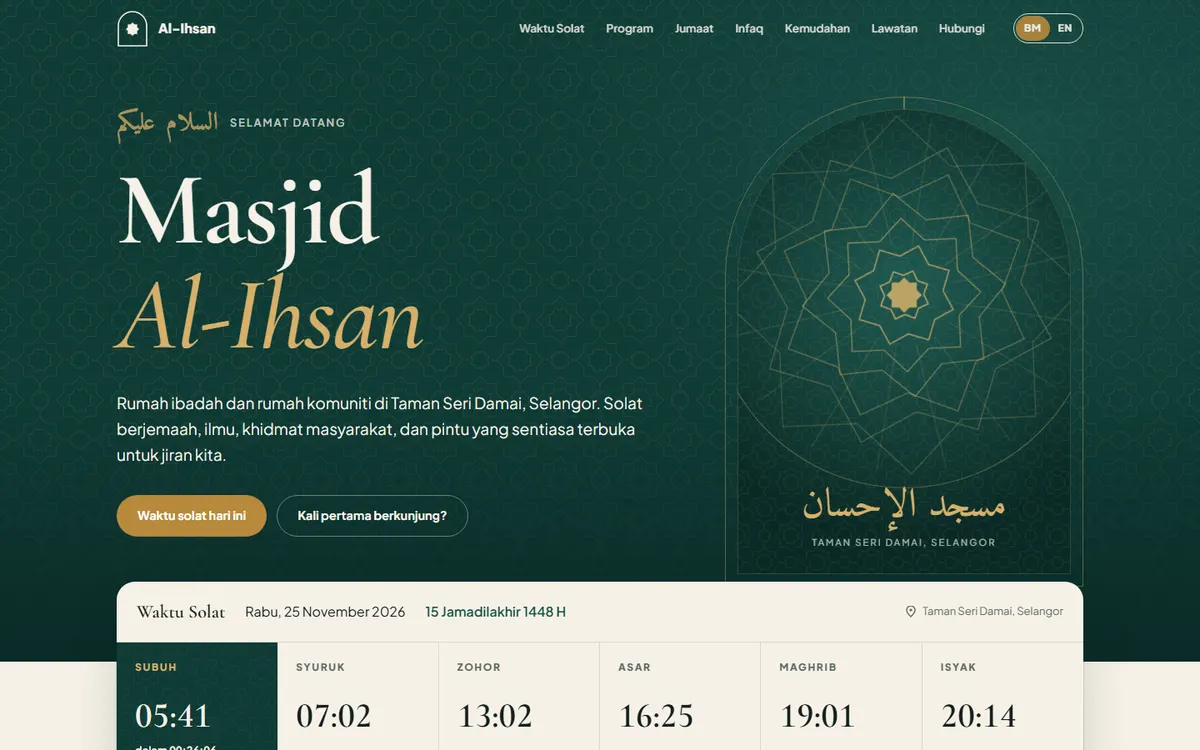 Al-Ihsan
Waktu Solat
Program
Jumaat
Infaq
Kemudahan
Lawatan
Hubungi
BM
EN
السلام عليكم
SELAMAT DATANG
Masjid
Al-Ihsan
Rumah ibadah dan rumah komuniti di Taman Seri Damai, Selangor. Solat
berjemaah, ilmu, khidmat masyarakat, dan pintu yang sentiasa terbuka
untuk jiran kita.
Waktu solat hari ini
Kali pertama berkunjung?
مسجد الإحسان
TAMAN SERI DAMAI, SELANGOR
Waktu Solat
Rabu, 25 November 2026
15 Jamadilakhir 1448 H
Taman Seri Damai, Selangor
SUBUH
05:41
SYURUK
07:02
ZOHOR
13:02
ASAR
16:25
MAGHRIB
19:01
ISYAK
20:14